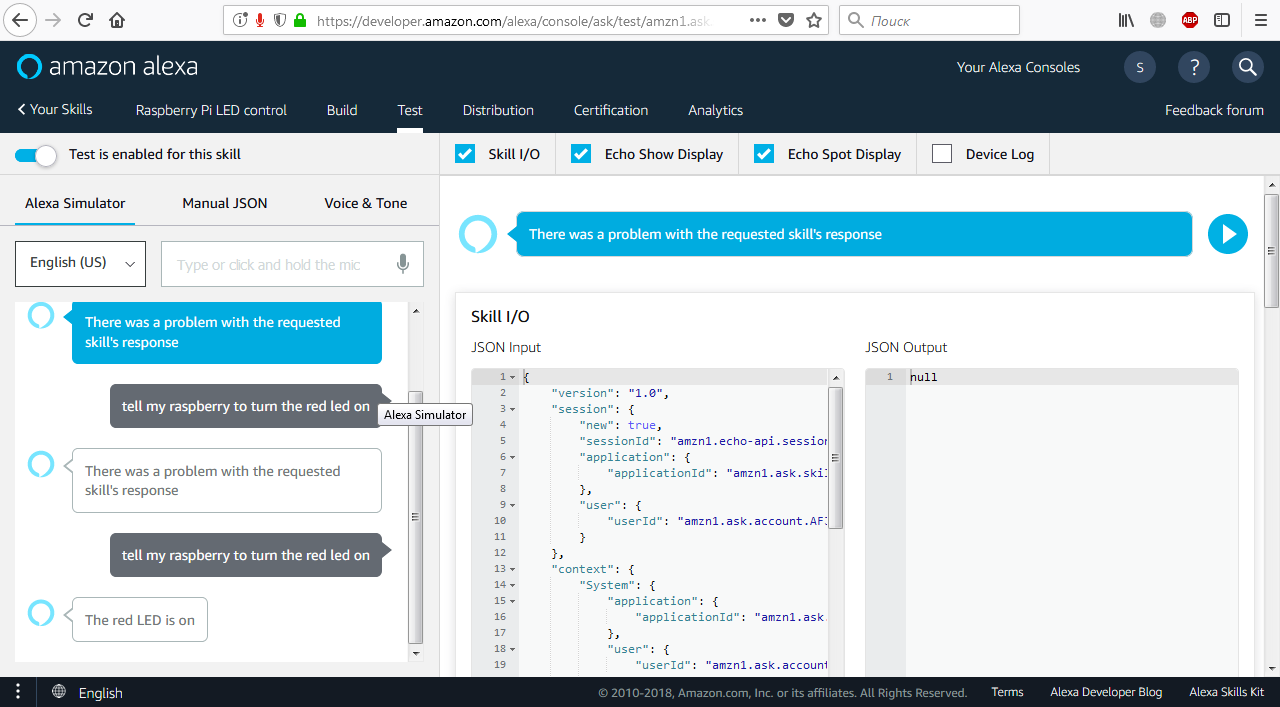 https://developer.amazon.com/alexa/console/ask/test/amzn1.ask.
Поиск
ABP
amazon alexa
Your Alexa Consoles
S
?
Your Skills
Raspberry Pi LED control
Build
Test
Distribution
Certification
Analytics
Feedback forum
Test is enabled for this skill
Skill I/O
Echo Show Display
Echo Spot Display
Device Log
Alexa Simulator
Manual JSON
Voice & Tone
English (US)
Type or click and hold the mic
There was a problem with the requested
skill's response
tell my raspberry to turn the red led on
Alexa Simulator
There was a problem with the requested
skill's response
tell my raspberry to turn the red led on
The red LED is on
There was a problem with the requested skill's response
Skill I/O
JSON Input
1 {
2 "version": "1.0",
3 "session": {
4 "new": true,
5 "sessionId": "amzn1.echo-api.session
6 "application": {
7 "applicationId": "amzn1.ask.skil
8 },
9 "user": {
10 "userId": "amzn1.ask.account.AF
11 }
12 },
13 "context": {
14 "System": {
15 "application": {
16 "applicationId": "amzn1.ask.
17 },
18 "user": {
19 "userId": "amzn1.ask.account
JSON Output
1 null
English
© 2010-2018, Amazon.com, Inc. or its affiliates. All Rights Reserved.
Terms
Alexa Developer Blog
Alexa Skills Kit